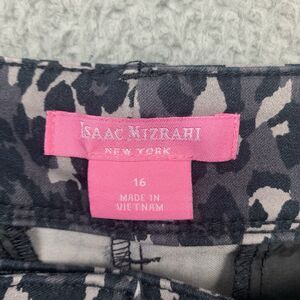 ISAAC MIZRAHI
NEW YORK
16
MADE IN
VIETNAM